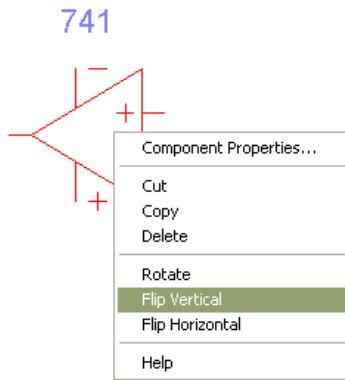 741
−
+
+
Component Properties...
Cut
Copy
Delete
Rotate
Flip Vertical
Flip Horizontal
Help